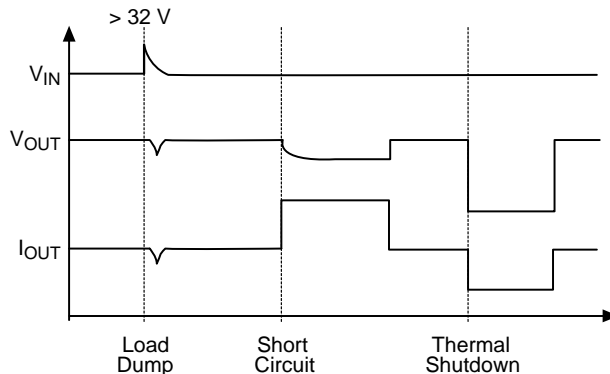 > 32 V
VIN
VOUT
IOUT
Load
Dump
Short
Circuit
Thermal
Shutdown